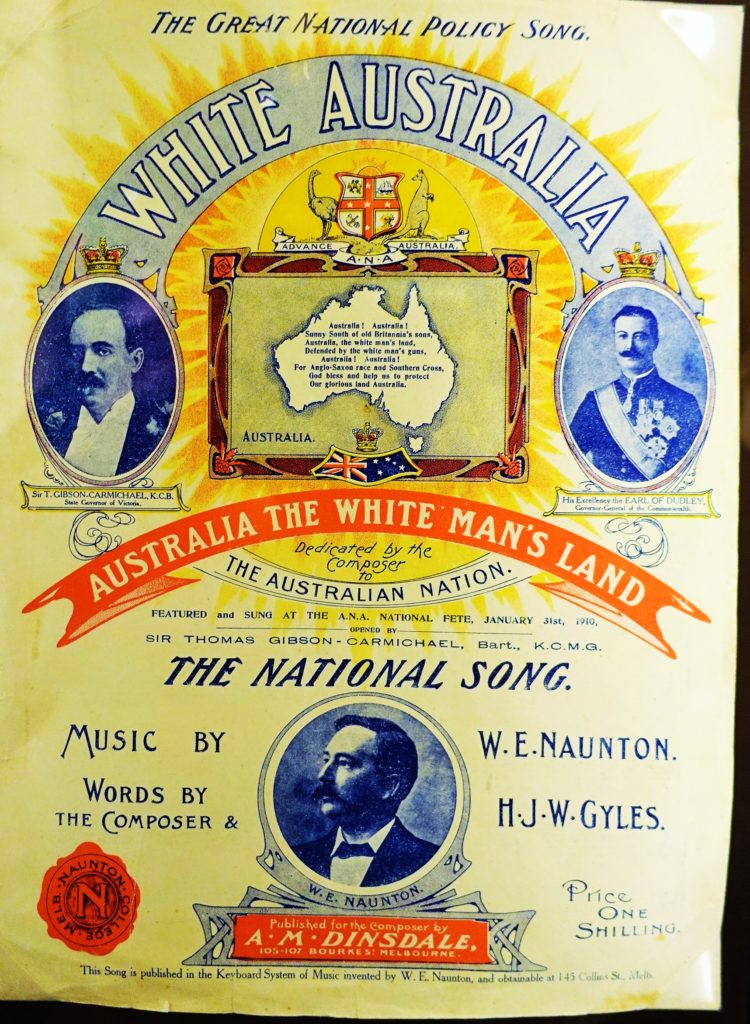 THE GREAT NATIONAL POLICY SONG.
WHITE AUSTRALIA
ADVANCE AUSTRALIA.
A·N·A
Australia! Australia!
Sunny South of old Britannia's sons,
Australia, the white man's land,
Defended by the white man's guns,
Australia! Australia!
For Anglo-Saxon race and Southern Cross,
God bless and help us to protect
Our glorious land Australia.
AUSTRALIA.
Sir T. GIBSON-CARMICHAEL, K.C.B.
State Governor of Victoria.
His Excellency the EARL OF DUDLEY,
Governor-General of the Commonwealth.
AUSTRALIA THE WHITE MAN'S LAND
Dedicated by the
Composer
to
THE AUSTRALIAN NATION.
FEATURED and SUNG AT THE A.N.A. NATIONAL FETE, JANUARY 31st, 1910,
OPENED BY
SIR THOMAS GIBSON-CARMICHAEL, Bart., K.C.M.G.
THE NATIONAL SONG.
MUSIC BY W.E.NAUNTON.
WORDS BY
THE COMPOSER & H·J·W·GYLES.
W.E. NAUNTON.
NAUNTON COLLEGE MELB.
N
Price
ONE
SHILLING.
Published for the Composer by
A·M·DINSDALE,
105-107 BOURKE ST MELBOURNE.
This Song is published in the Keyboard System of Music invented by W. E. Naunton, and obtainable at 145 Collins St., Melb.